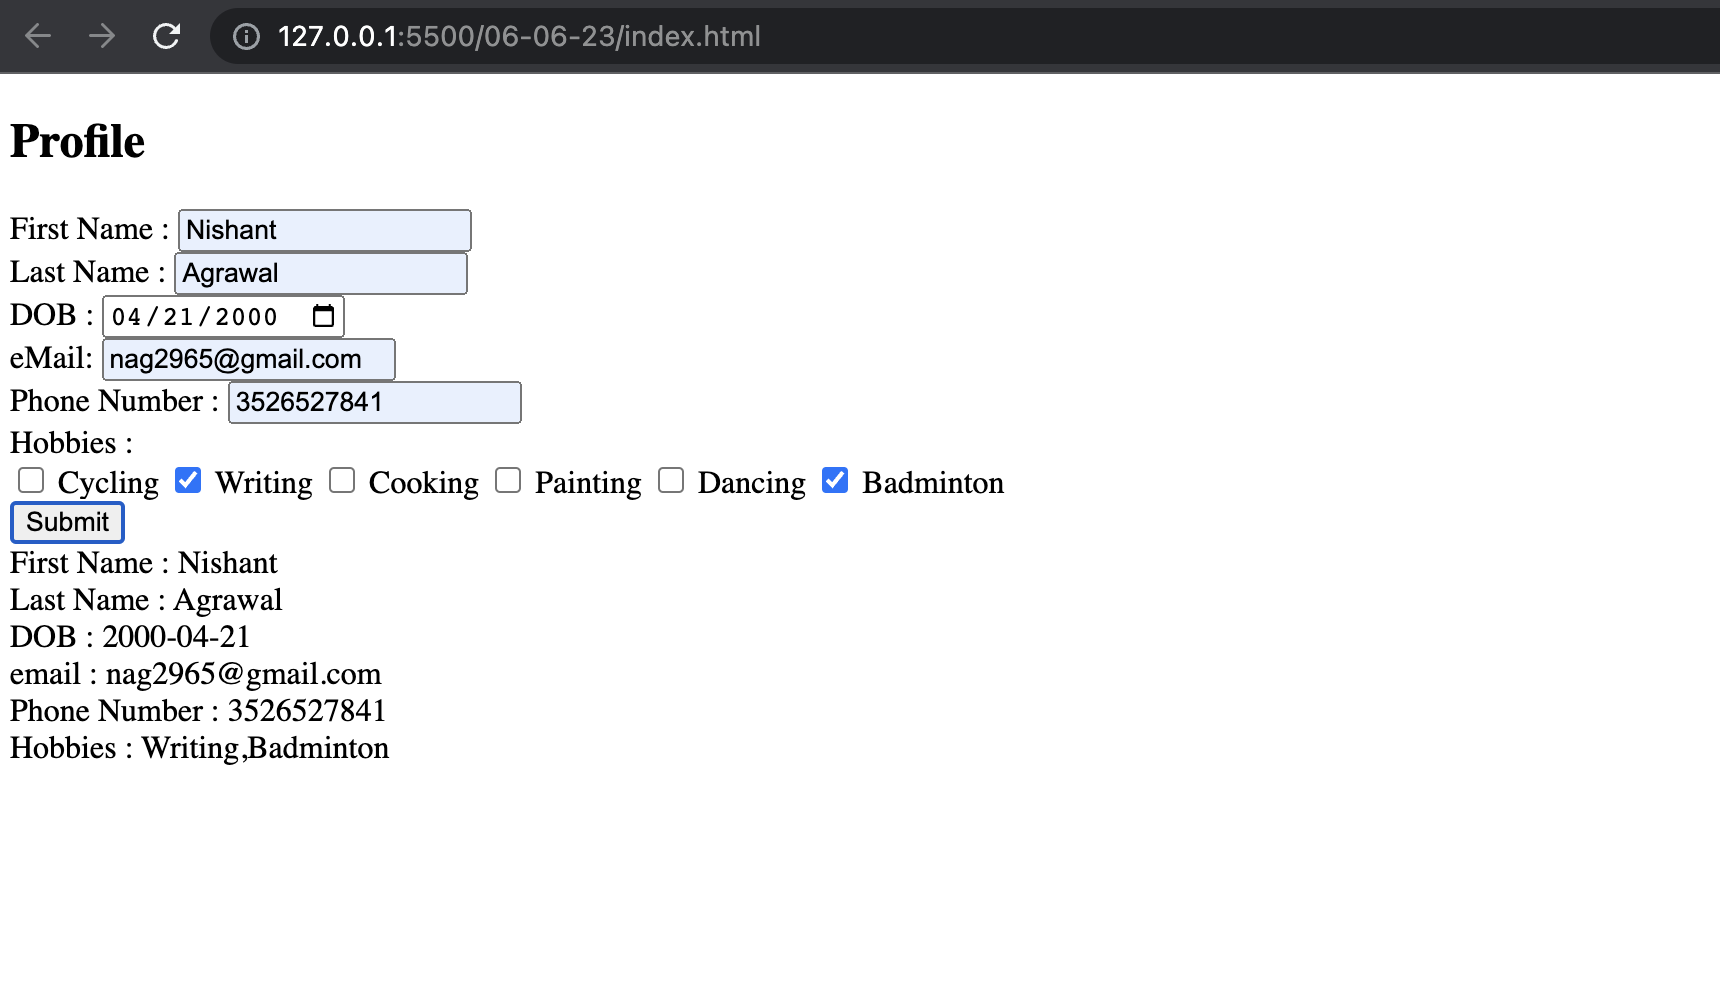 127.0.0.1:5500/06-06-23/index.html
Profile
First Name : Nishant
Last Name : Agrawal
DOB : 04/21/2000
eMail: nag2965@gmail.com
Phone Number : 3526527841
Hobbies :
Cycling Writing Cooking Painting Dancing Badminton
Submit
First Name : Nishant
Last Name : Agrawal
DOB : 2000-04-21
email : nag2965@gmail.com
Phone Number : 3526527841
Hobbies : Writing,Badminton